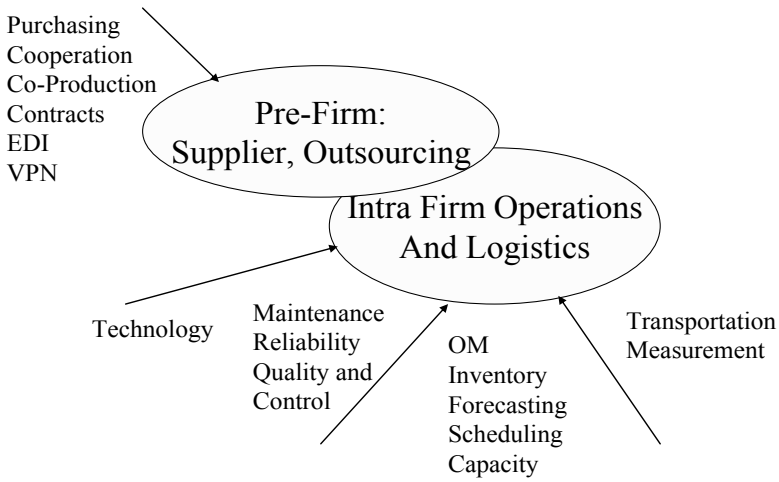 Purchasing
Cooperation
Co-Production
Contracts
EDI
VPN
Pre-Firm:
Supplier, Outsourcing
Intra Firm Operations
And Logistics
Technology
Maintenance
Reliability
Quality and
Control
OM
Inventory
Forecasting
Scheduling
Capacity
Transportation
Measurement